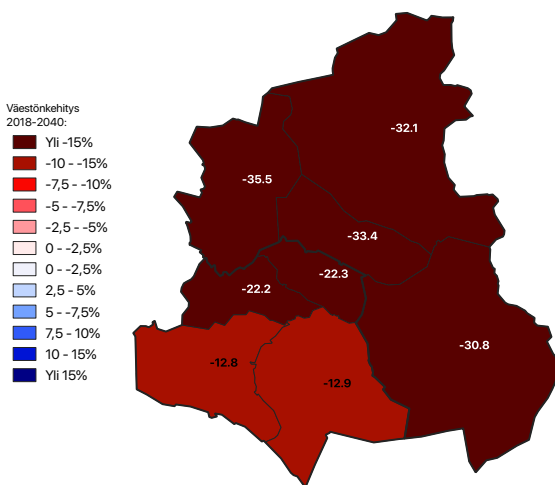 Väestönkehitys
2018-2040:
Yli -15%
-10 - -15%
-7,5 - -10%
-5 - -7,5%
-2,5 - -5%
0 - -2,5%
0 - -2,5%
2,5 - 5%
5 - -7,5%
7,5 - 10%
10 - 15%
Yli 15%
-32.1
-35.5
-33.4
-22.3
-22.2
-30.8
-12.8
-12.9